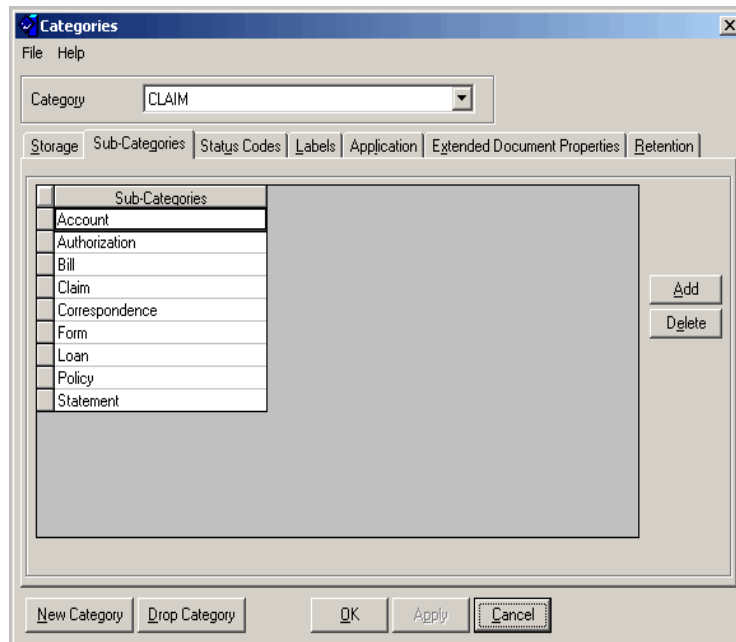 Categories
File Help
Category CLAIM
Storage Sub-Categories Status Codes Labels Application Extended Document Properties Retention
Sub-Categories
Account
Authorization
Bill
Claim
Correspondence
Form
Loan
Policy
Statement
Add
Delete
New Category Drop Category OK Apply Cancel